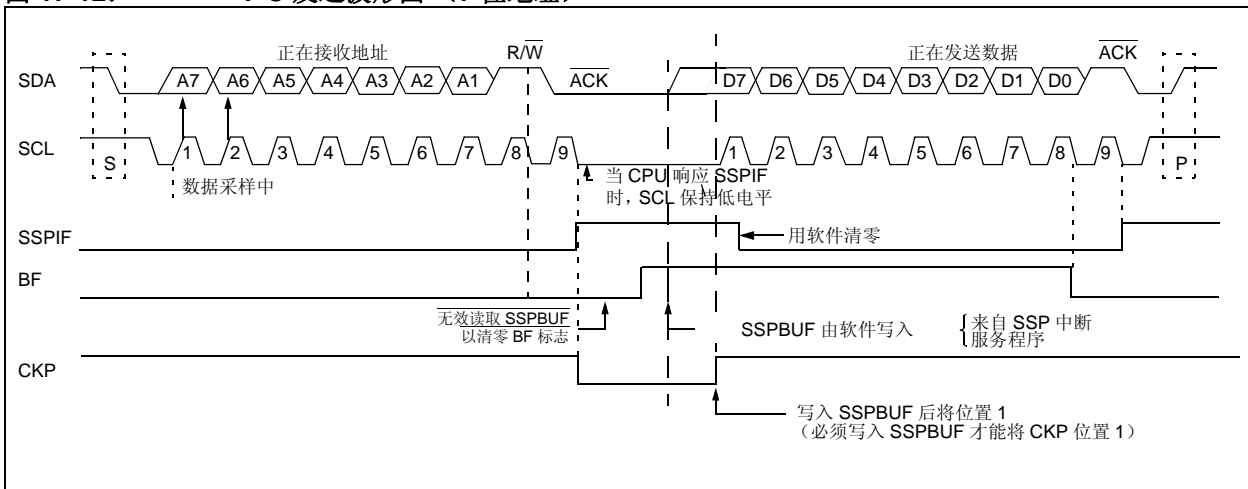 正在接收地址
R/W
正在发送数据
ACK
SDA
A7 A6 A5 A4 A3 A2 A1
ACK
D7 D6 D5 D4 D3 D2 D1 D0
SCL
S
1 2 3 4 5 6 7 8 9
1 2 3 4 5 6 7 8 9
P
数据采样中
当 CPU 响应 SSPIF
时，SCL 保持低电平
SSPIF
用软件清零
BF
无效读取 SSPBUF
以清零 BF 标志
SSPBUF 由软件写入
来自 SSP 中断
服务程序
CKP
写入 SSPBUF 后将位置 1
（必须写入 SSPBUF 才能将 CKP 位置 1）